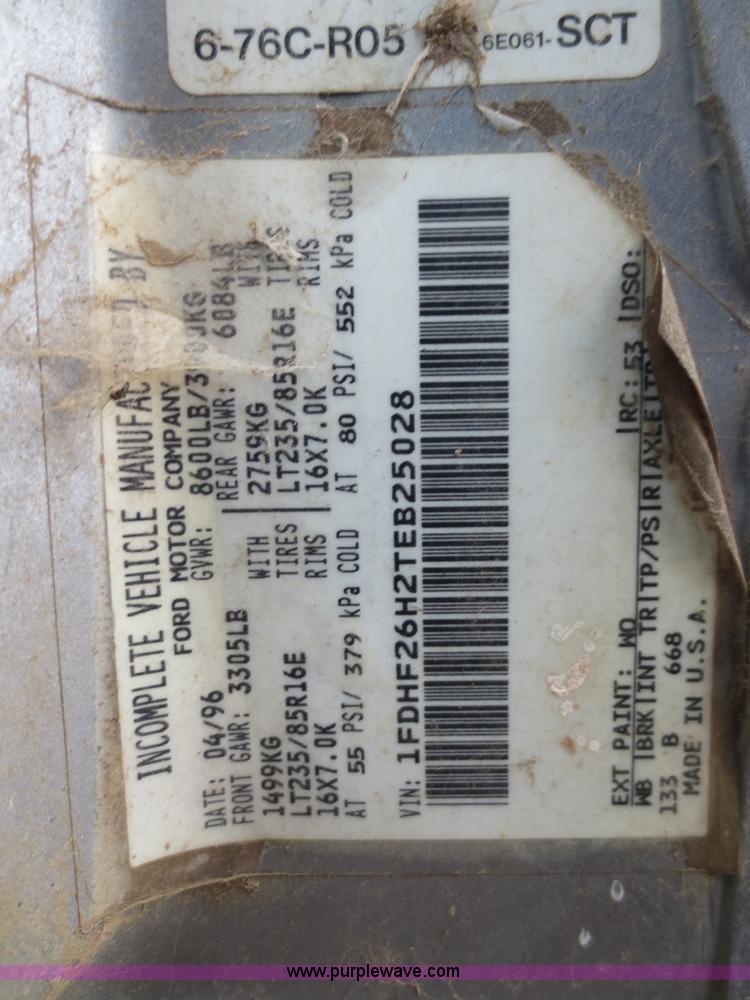 6-76C-R05 6E061-SCT
INCOMPLETE VEHICLE MANUFAC BY
FORD MOTOR COMPANY
DATE: 04/96 GVWR: 8600LB/
FRONT GAWR: 3305LB REAR GAWR: 6084LB
1499KG WITH 2759KG WITH
LT235/85R16E TIRES LT235/85R16E TIRES
16X7.0K RIMS 16X7.0K RIMS
AT 55 PSI/ 379 kPa COLD AT 80 PSI/ 552 kPa COLD
VIN: 1FDHF26H2TEB25028
EXT PAINT: WO RC: 53 DSO:
WB BRK INT TR TP/PS R AXLE
133 B 668
MADE IN U.S.A.
www.purplewave.com